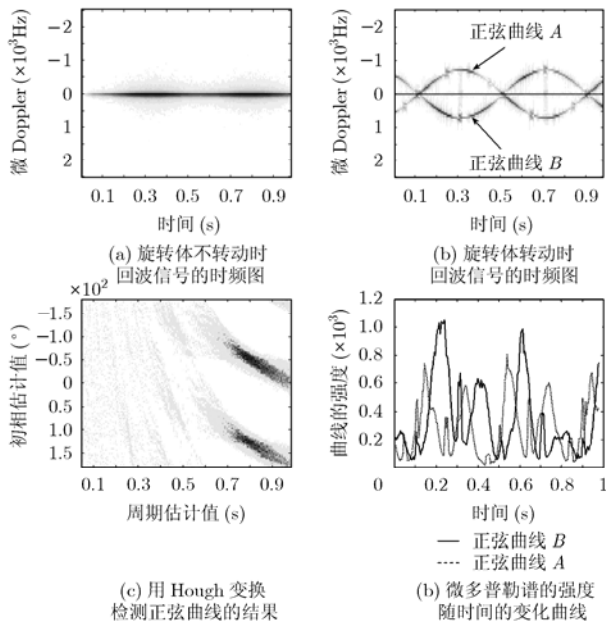 微 Doppler (×10³Hz)
−2
−1
0
1
2
0.1 0.3 0.5 0.7 0.9
时间 (s)
(a) 旋转体不转动时
回波信号的时频图
微 Doppler (×10³Hz)
−2
−1
0
1
2
正弦曲线 A
正弦曲线 B
0.1 0.3 0.5 0.7 0.9
时间 (s)
(b) 旋转体转动时
回波信号的时频图
×10²
初相估计值 (°)
−1.5
−1.0
−0.5
0
0.5
1.0
1.5
0.1 0.3 0.5 0.7 0.9
周期估计值 (s)
(c) 用 Hough 变换
检测正弦曲线的结果
曲线的强度 (×10³)
1.2
1.0
0.8
0.6
0.4
0.2
0 0.2 0.4 0.6 0.8 1
时间 (s)
正弦曲线 B
正弦曲线 A
(b) 微多普勒谱的强度
随时间的变化曲线